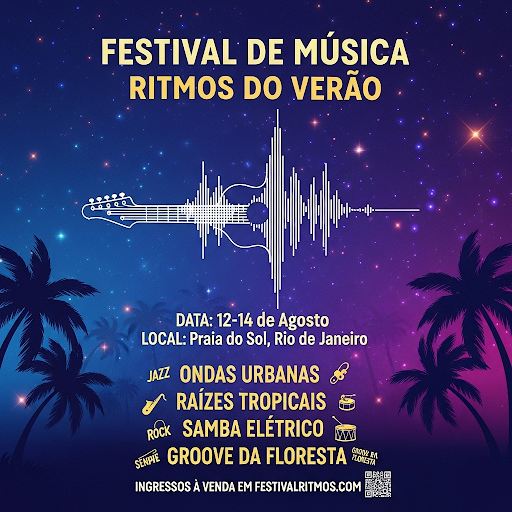 FESTIVAL DE MÚSICA
RITMOS DO VERÃO
DATA: 12-14 de Agosto
LOCAL: Praia do Sol, Rio de Janeiro
JAZZ ONDAS URBANAS
RAÍZES TROPICAIS
ROCK SAMBA ELÉTRICO
GROOVE DA FLORESTA
INGRESSOS À VENDA EM FESTIVALRITMOS.COM